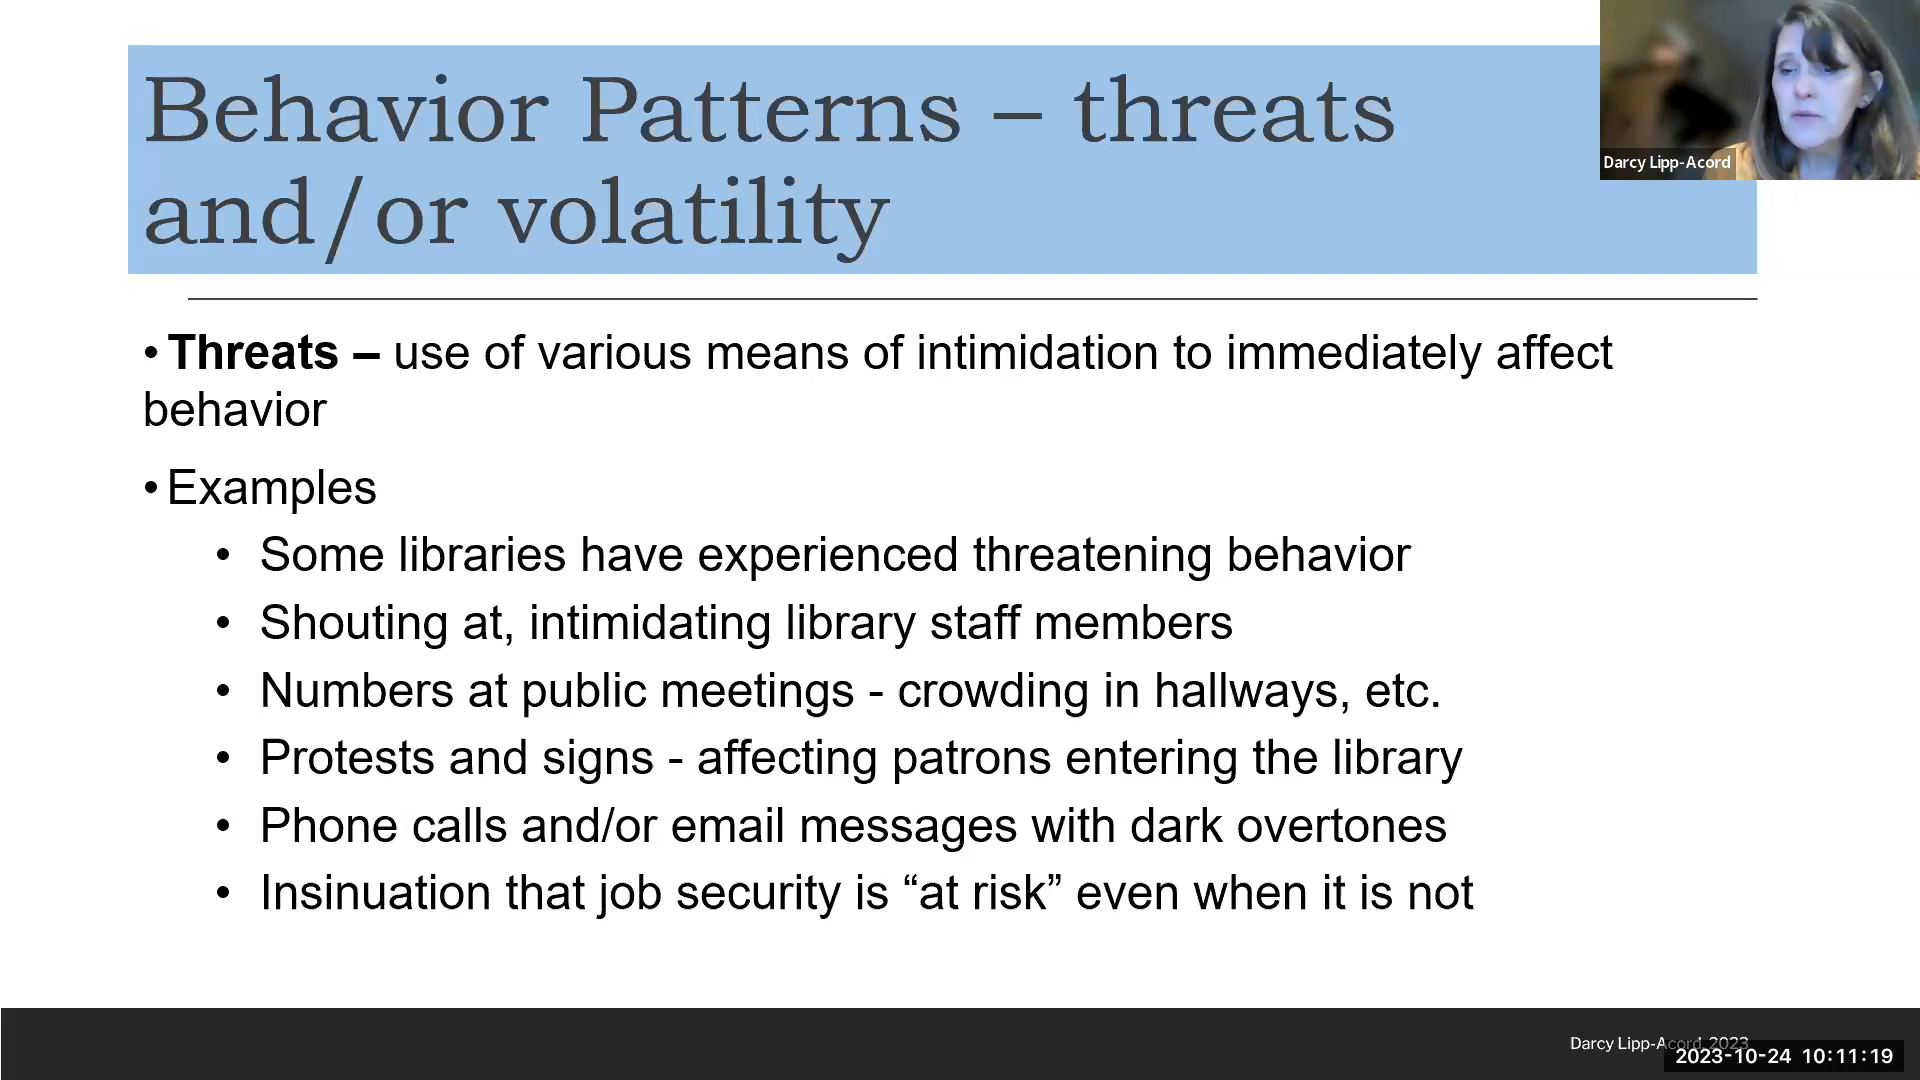 Behavior Patterns – threats
and/or volatility
Darcy Lipp-Acord
• Threats – use of various means of intimidation to immediately affect
behavior
• Examples
• Some libraries have experienced threatening behavior
• Shouting at, intimidating library staff members
• Numbers at public meetings - crowding in hallways, etc.
• Protests and signs - affecting patrons entering the library
• Phone calls and/or email messages with dark overtones
• Insinuation that job security is “at risk” even when it is not
Darcy Lipp-Acord, 2023
2023-10-24 10:11:19